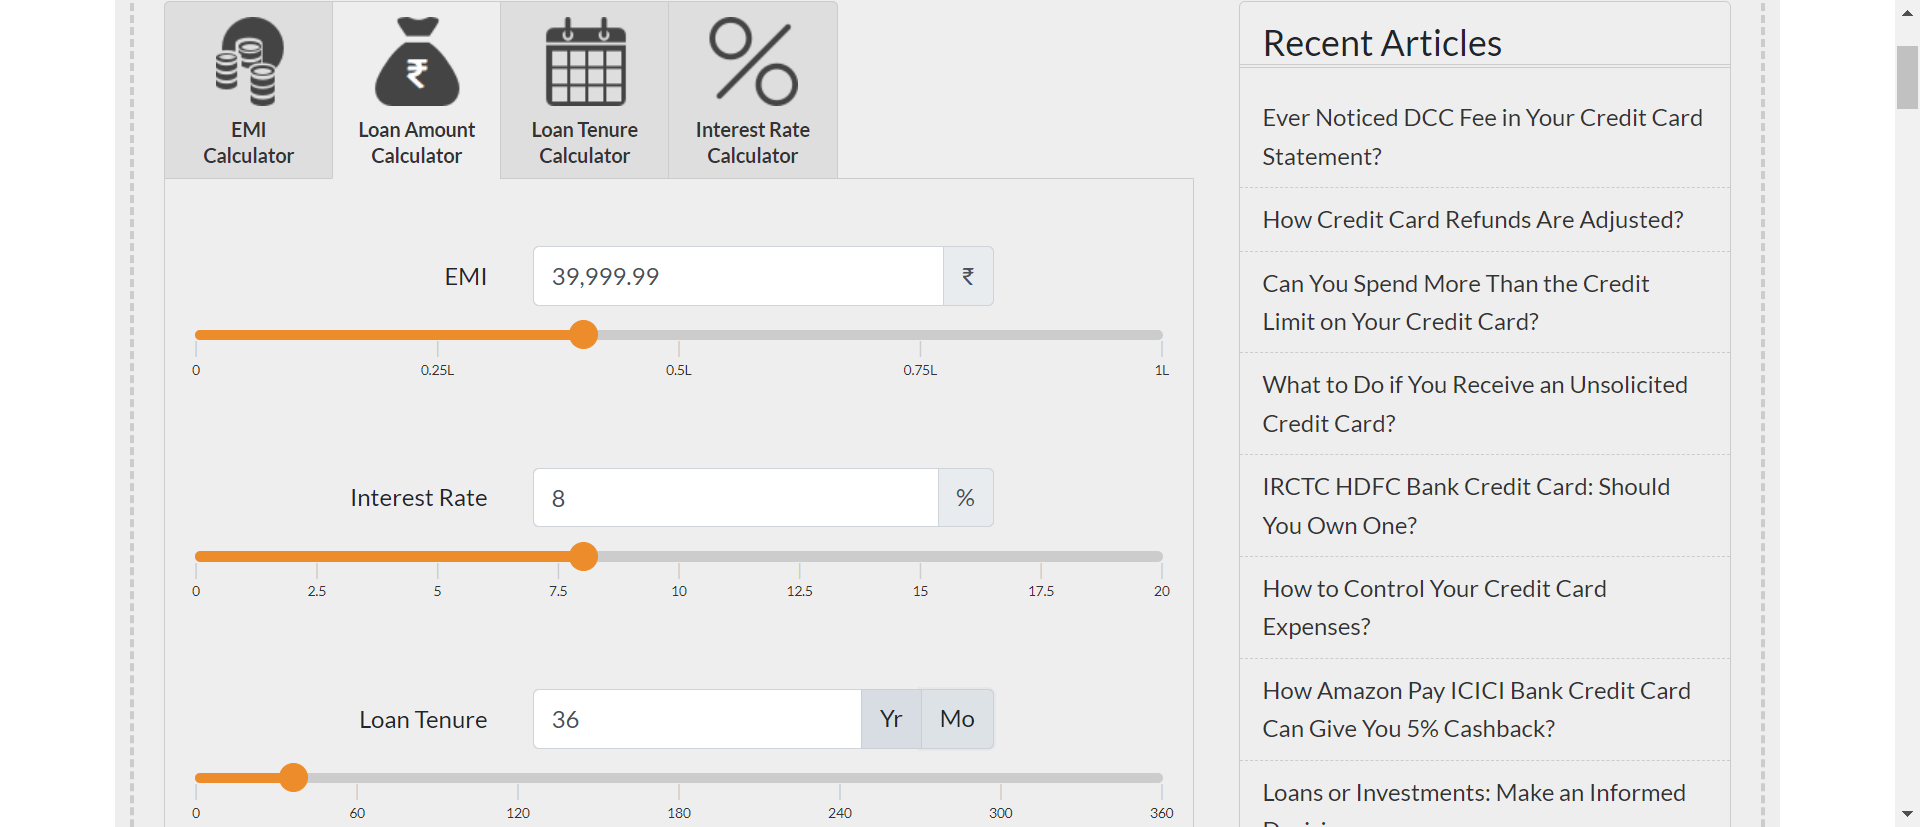 EMI
Calculator
Loan Amount
Calculator
Loan Tenure
Calculator
Interest Rate
Calculator
EMI
39,999.99
₹
0
0.25L
0.5L
0.75L
1L
Interest Rate
8
%
0
2.5
5
7.5
10
12.5
15
17.5
20
Loan Tenure
36
Yr
Mo
0
60
120
180
240
300
360
Recent Articles
Ever Noticed DCC Fee in Your Credit Card
Statement?
How Credit Card Refunds Are Adjusted?
Can You Spend More Than the Credit
Limit on Your Credit Card?
What to Do if You Receive an Unsolicited
Credit Card?
IRCTC HDFC Bank Credit Card: Should
You Own One?
How to Control Your Credit Card
Expenses?
How Amazon Pay ICICI Bank Credit Card
Can Give You 5% Cashback?
Loans or Investments: Make an Informed